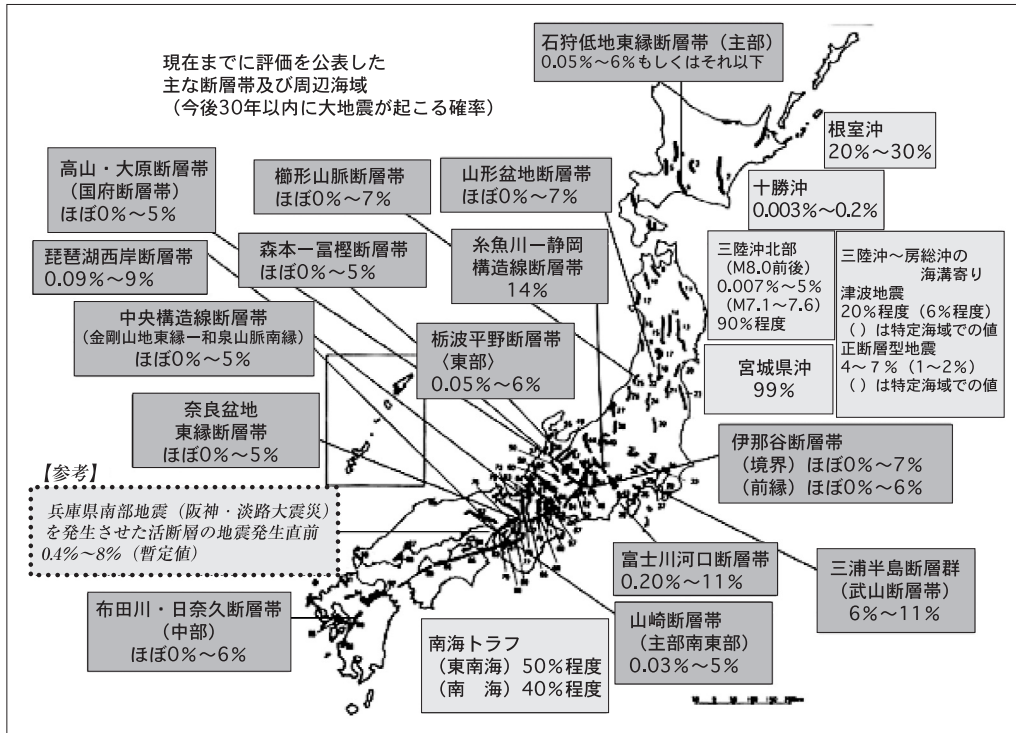 現在までに評価を公表した
主な断層帯及び周辺海域
(今後30年以内に大地震が起こる確率)
石狩低地東縁断層帯(主部)
0.05%~6%もしくはそれ以下
根室沖
20%~30%
十勝沖
0.003%~0.2%
高山・大原断層帯
(国府断層帯)
ほぼ0%~5%
櫛形山脈断層帯
ほぼ0%~7%
山形盆地断層帯
ほぼ0%~7%
琵琶湖西岸断層帯
0.09%~9%
森本ー富樫断層帯
ほぼ0%~5%
糸魚川ー静岡
構造線断層帯
14%
三陸沖北部
(M8.0前後)
0.007%~5%
(M7.1~7.6)
90%程度
三陸沖~房総沖の
海溝寄り
津波地震
20%程度(6%程度)
( )は特定海域での値
正断層型地震
4~7%(1~2%)
( )は特定海域での値
中央構造線断層帯
(金剛山地東縁ー和泉山脈南縁)
ほぼ0%~5%
栃波平野断層帯
〈東部〉
0.05%~6%
宮城県沖
99%
奈良盆地
東縁断層帯
ほぼ0%~5%
伊那谷断層帯
(境界)ほぼ0%~7%
(前縁)ほぼ0%~6%
【参考】
兵庫県南部地震(阪神・淡路大震災)
を発生させた活断層の地震発生直前
0.4%~8%(暫定値)
富士川河口断層帯
0.20%~11%
三浦半島断層群
(武山断層帯)
6%~11%
布田川・日奈久断層帯
(中部)
ほぼ0%~6%
南海トラフ
(東南海)50%程度
(南 海)40%程度
山崎断層帯
(主部南東部)
0.03%~5%